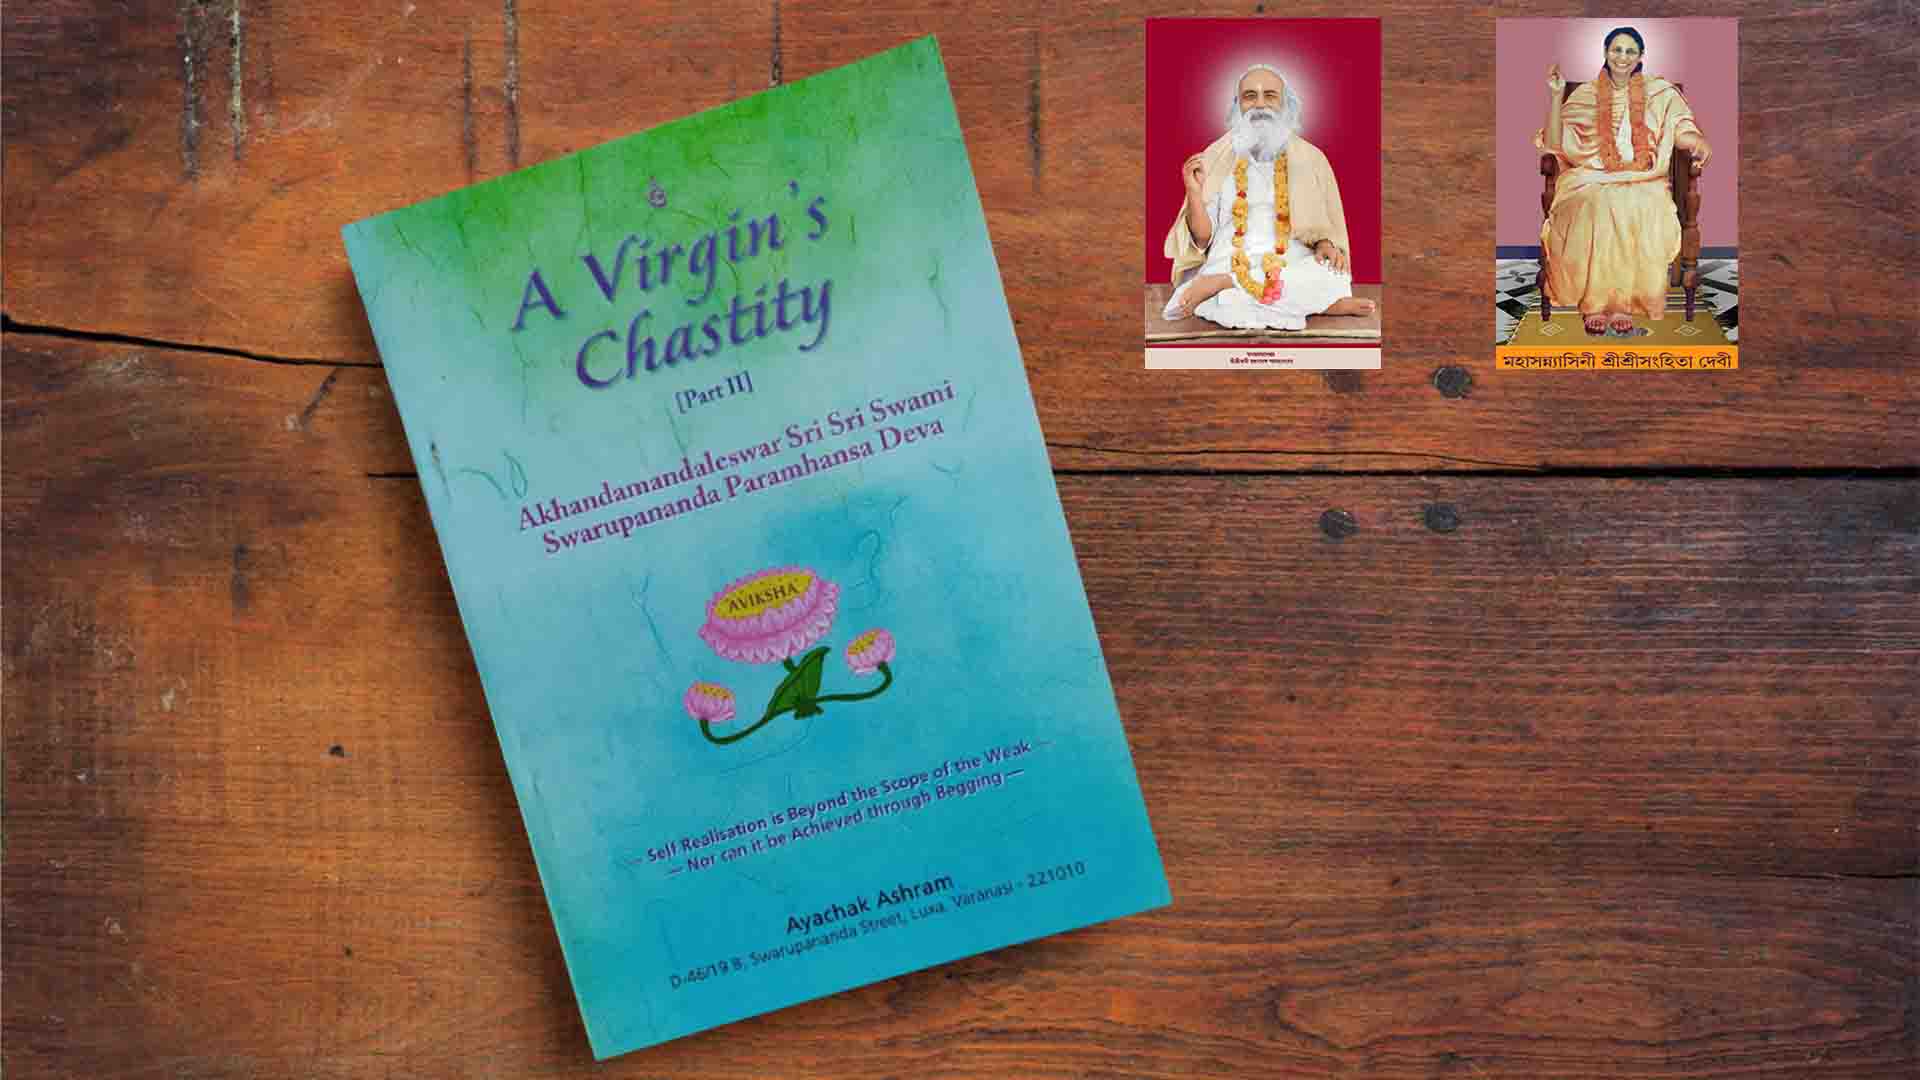 A Virgin's
Chastity
[Part II]
Akhandamandaleswar Sri Sri Swami
Swarupananda Paramhansa Deva
AVIKSHA
— Self Realisation is Beyond the Scope of the Weak —
— Nor can it be Achieved through Begging —
Ayachak Ashram
D-46/19 B, Swarupananda Street, Luxa, Varanasi - 221010
মহাসন্ন্যাসিনী শ্রীশ্রীসংহিতা দেবী